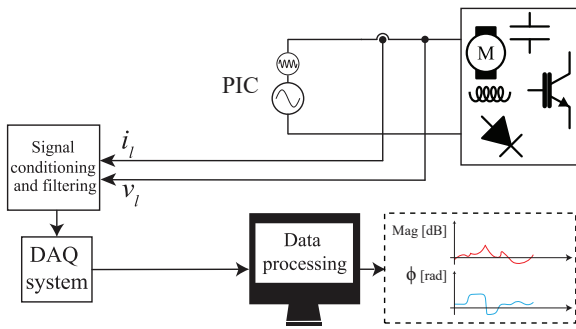 M
PIC
Signal
conditioning
and filtering
i_l
v_l
DAQ
system
Data
processing
Mag [dB]
ϕ [rad]